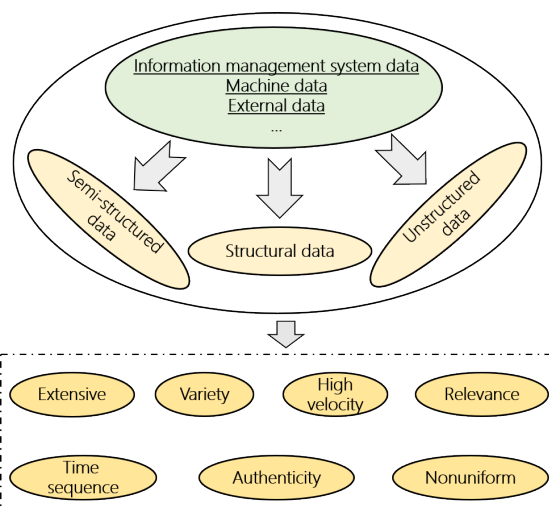 Information management system data
Machine data
External data
...
Semi-structured
data
Structural data
Unstructured
data
Extensive
Variety
High
velocity
Relevance
Time
sequence
Authenticity
Nonuniform